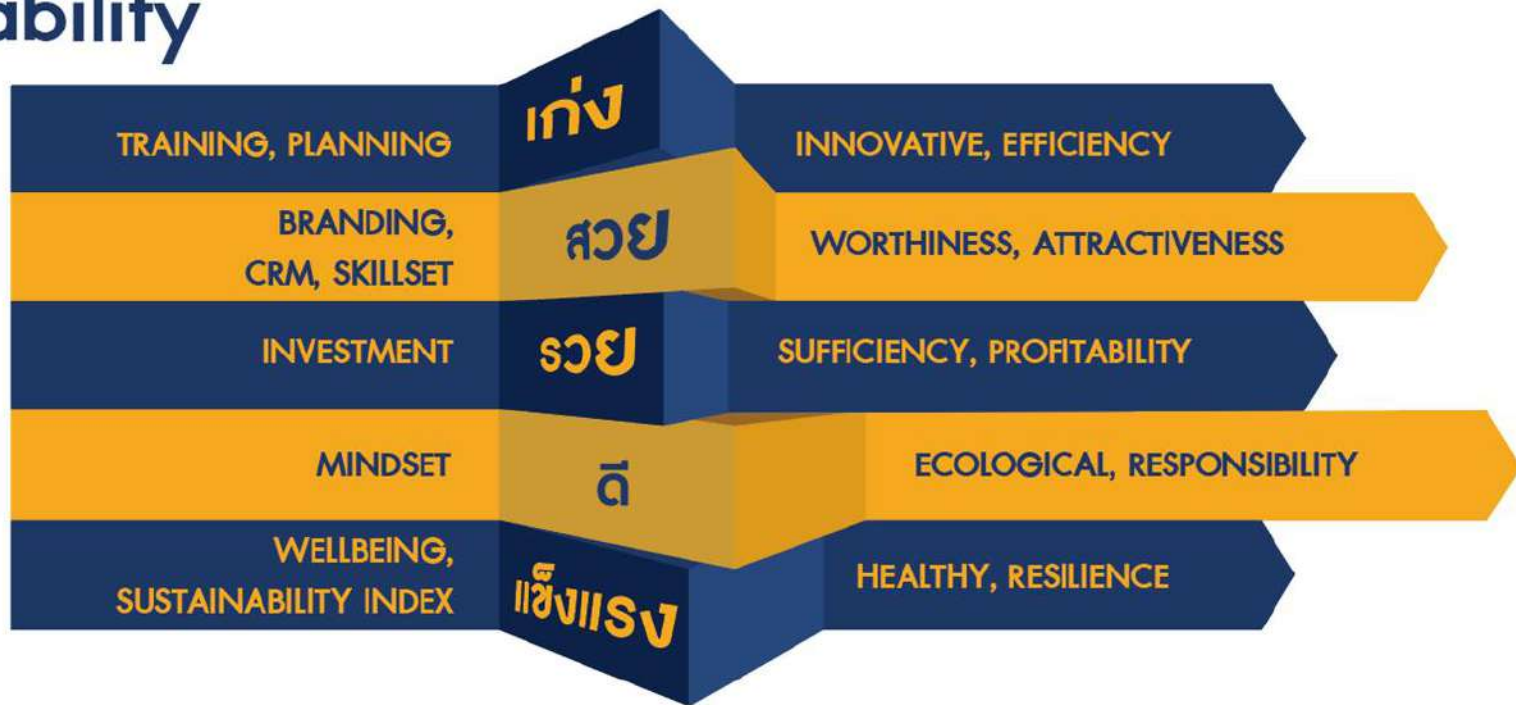 ability
TRAINING, PLANNING เก่ง INNOVATIVE, EFFICIENCY
BRANDING,
CRM, SKILLSET สวย WORTHINESS, ATTRACTIVENESS
INVESTMENT รวย SUFFICIENCY, PROFITABILITY
MINDSET ดี ECOLOGICAL, RESPONSIBILITY
WELLBEING,
SUSTAINABILITY INDEX แข็งแรง HEALTHY, RESILIENCE